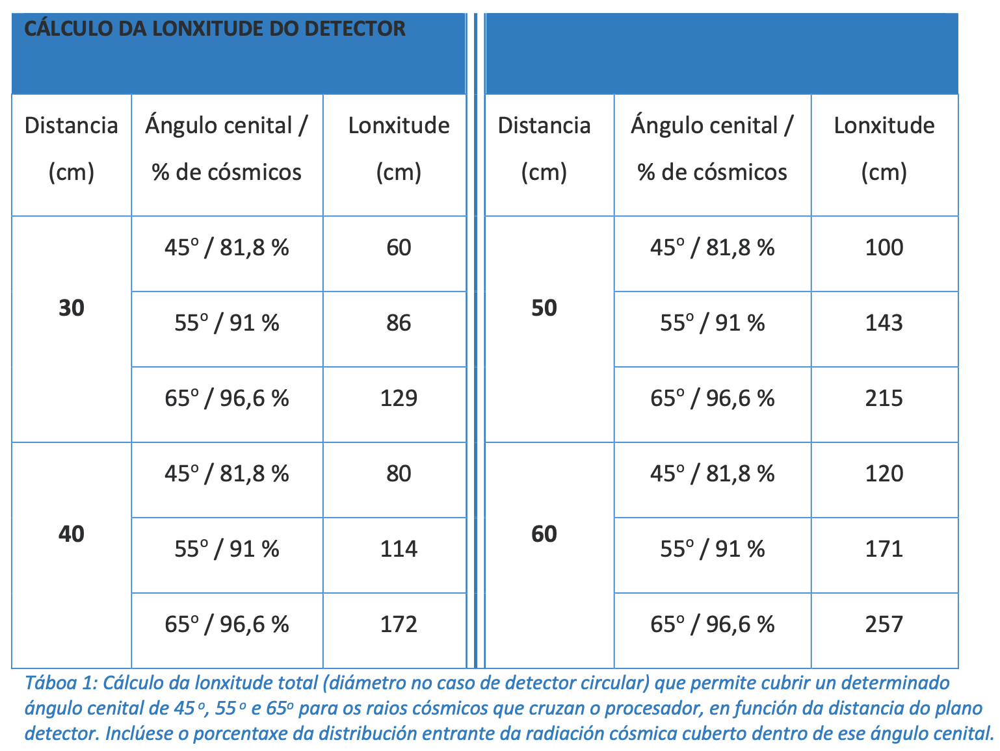 CÁLCULO DA LONXITUDE DO DETECTOR
Distancia Ángulo cenital / Lonxitude Distancia Ángulo cenital / Lonxitude
(cm) % de cósmicos (cm) (cm) % de cósmicos (cm)
45º / 81,8 % 60 45º / 81,8 % 100
30 55º / 91 % 86 50 55º / 91 % 143
65º / 96,6 % 129 65º / 96,6 % 215
45º / 81,8 % 80 45º / 81,8 % 120
40 55º / 91 % 114 60 55º / 91 % 171
65º / 96,6 % 172 65º / 96,6 % 257
Táboa 1: Cálculo da lonxitude total (diámetro no caso de detector circular) que permite cubrir un determinado
ángulo cenital de 45º, 55º e 65º para os raios cósmicos que cruzan o procesador, en función da distancia do plano
detector. Inclúese o porcentaxe da distribución entrante da radiación cósmica cuberto dentro de ese ángulo cenital.